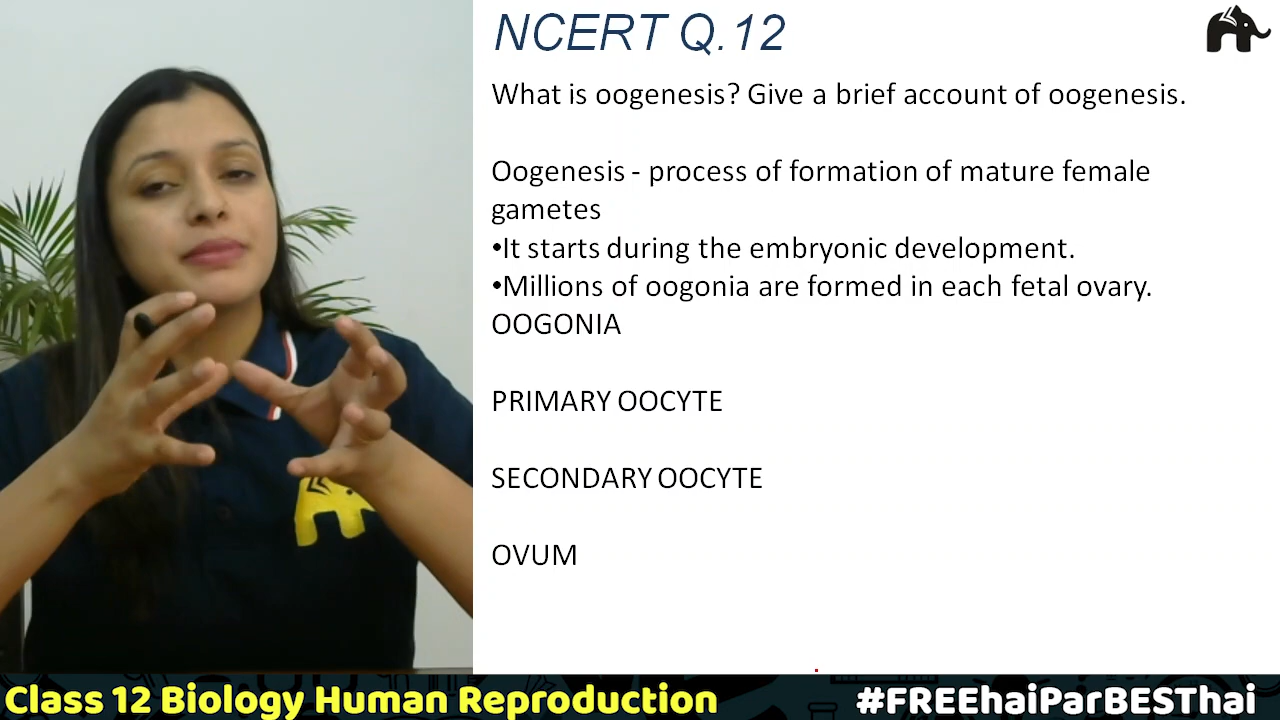 NCERT Q.12
What is oogenesis? Give a brief account of oogenesis.
Oogenesis - process of formation of mature female
gametes
•It starts during the embryonic development.
•Millions of oogonia are formed in each fetal ovary.
OOGONIA
PRIMARY OOCYTE
SECONDARY OOCYTE
OVUM
Class 12 Biology Human Reproduction
#FREEhaiParBESThai